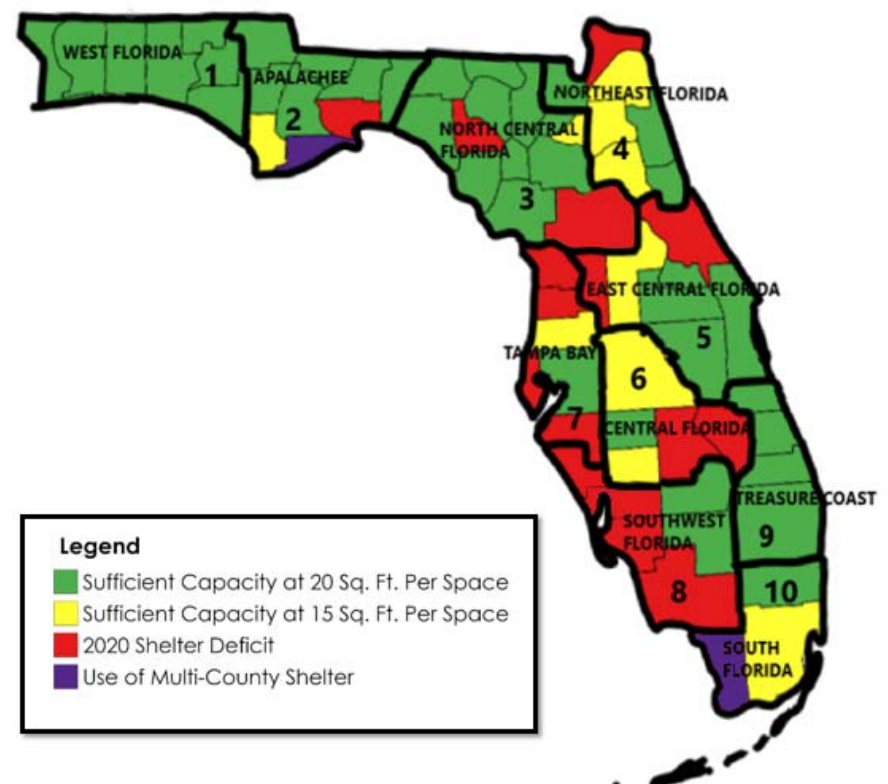 WEST FLORIDA
1
APALACHEE
2
NORTHEAST FLORIDA
4
NORTH CENTRAL
FLORIDA
3
EAST CENTRAL FLORIDA
5
TAMPA BAY
7
6
CENTRAL FLORIDA
TREASURE COAST
9
SOUTHWEST
FLORIDA
8
10
SOUTH
FLORIDA
Legend
Sufficient Capacity at 20 Sq. Ft. Per Space
Sufficient Capacity at 15 Sq. Ft. Per Space
2020 Shelter Deficit
Use of Multi-County Shelter